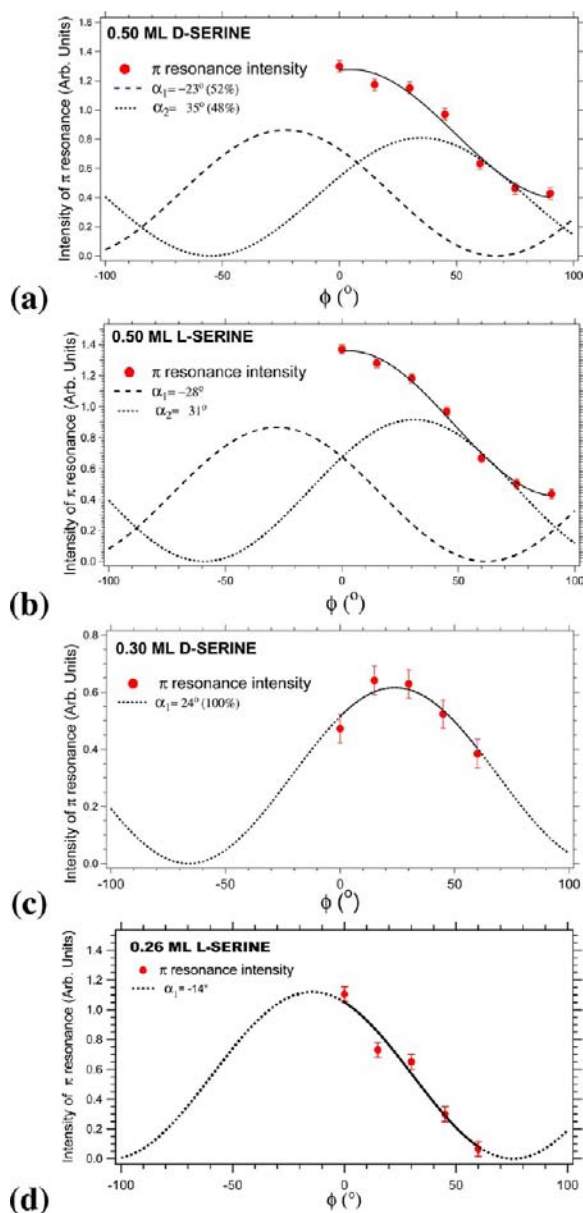 0.50 ML D-SERINE
π resonance intensity
α1= −23° (52%)
α2= 35° (48%)
Intensity of π resonance (Arb. Units)
1.6
1.4
1.2
1.0
0.8
0.6
0.4
0.2
0.0
-100 -50 0 50 100
ϕ (°)
(a)
0.50 ML L-SERINE
π resonance intensity
α1= −28°
α2= 31°
Intensity of π resonance (Arb. Units)
1.4
1.2
1.0
0.8
0.6
0.4
0.2
0.0
-100 -50 0 50 100
ϕ (°)
(b)
0.30 ML D-SERINE
π resonance intensity
α1= 24° (100%)
Intensity of π resonance (Arb. Units)
0.8
0.6
0.4
0.2
0.0
-100 -50 0 50 100
ϕ (°)
(c)
0.26 ML L-SERINE
π resonance intensity
α1= -14°
Intensity of π resonance (Arb. Units)
1.4
1.2
1.0
0.8
0.6
0.4
0.2
0.0
-100 -50 0 50 100
ϕ (°)
(d)